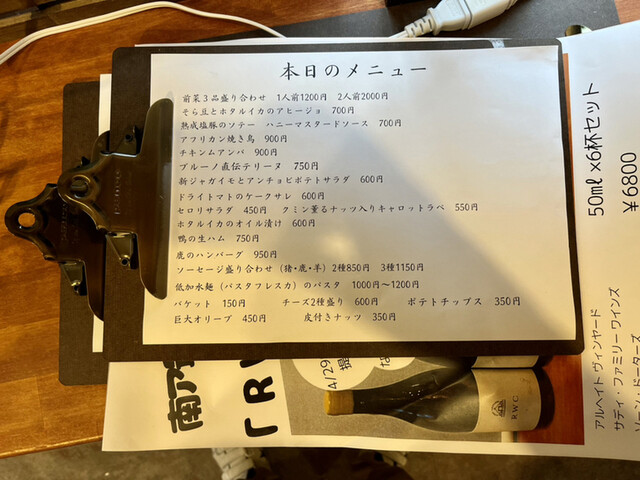 本日のメニュー
前菜3品盛り合わせ 1人前1200円 2人前2000円
そら豆とホタルイカのアヒージョ 700円
熟成塩豚のソテー ハニーマスタードソース 700円
アフリカン焼き鳥 900円
チキンムアンバ 900円
ブルーノ直伝テリーヌ 750円
新ジャガイモとアンチョビポテトサラダ 600円
ドライトマトのケークサレ 600円
セロリサラダ 450円 クミン薫るナッツ入りキャロットラペ 550円
ホタルイカのオイル漬け 600円
鴨の生ハム 750円
鹿のハンバーグ 950円
ソーセージ盛り合わせ（猪・鹿・羊）2種850円 3種1150円
低加水麺（パスタフレスカ）のパスタ 1000円〜1200円
バケット 150円 チーズ2種盛り 600円 ポテトチップス 350円
巨大オリーブ 450円 皮付きナッツ 350円
50mℓ×6杯セット
￥6800
アルヘイト ヴィンヤード
サディ・ファミリー ワインズ
南ア
「R
4/29
RWC